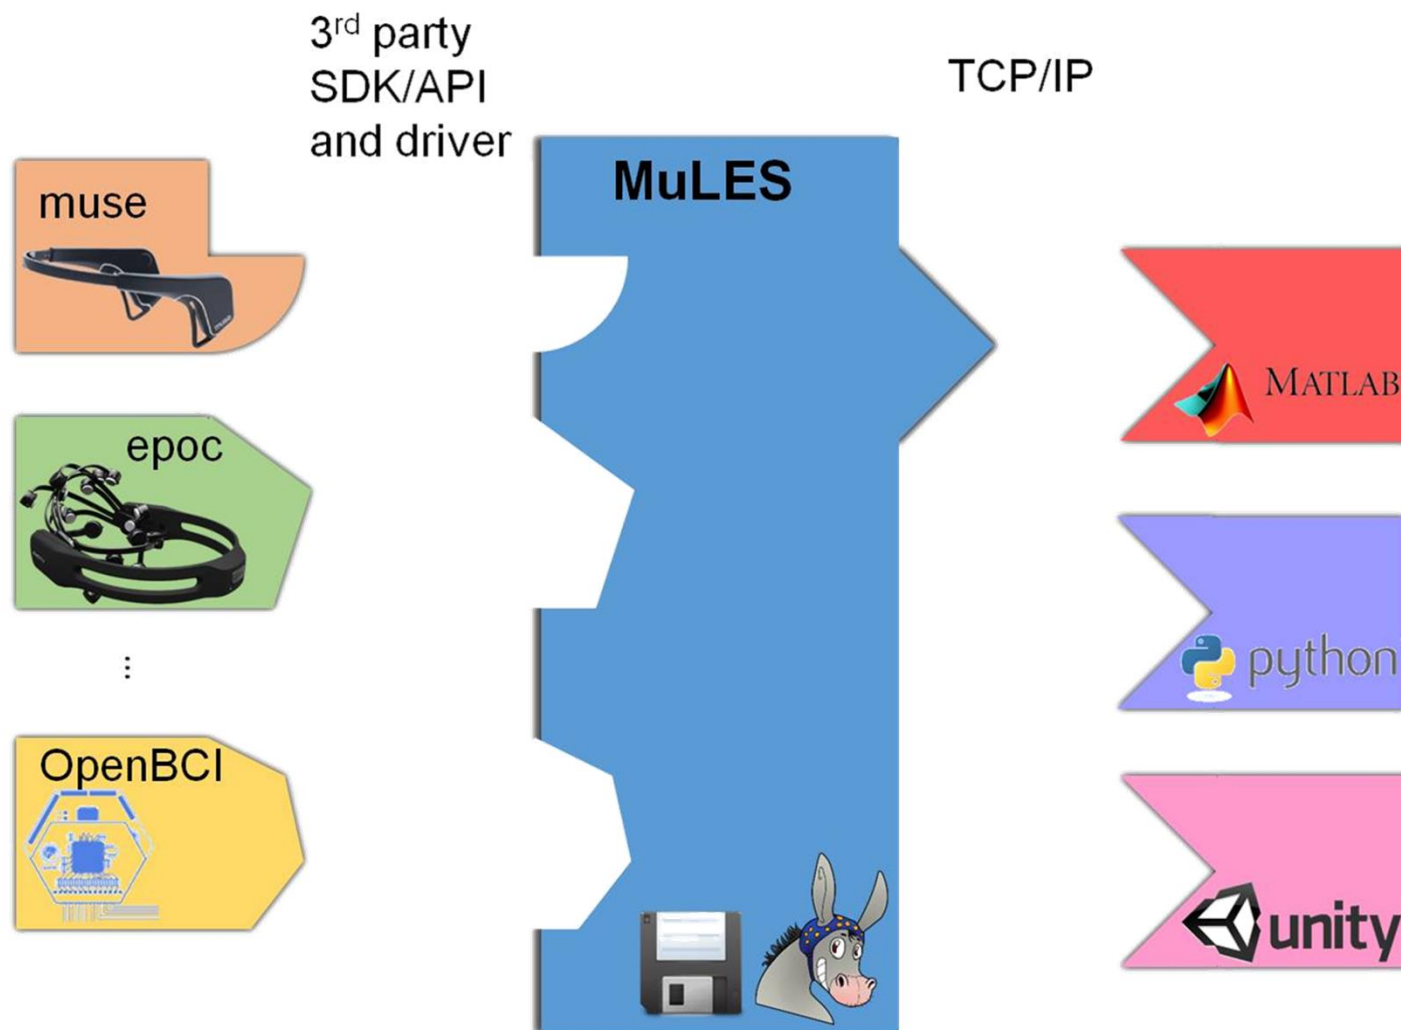 3rd party
SDK/API
and driver
TCP/IP
MuLES
muse
epoc
...
OpenBCI
MATLAB
python
unity